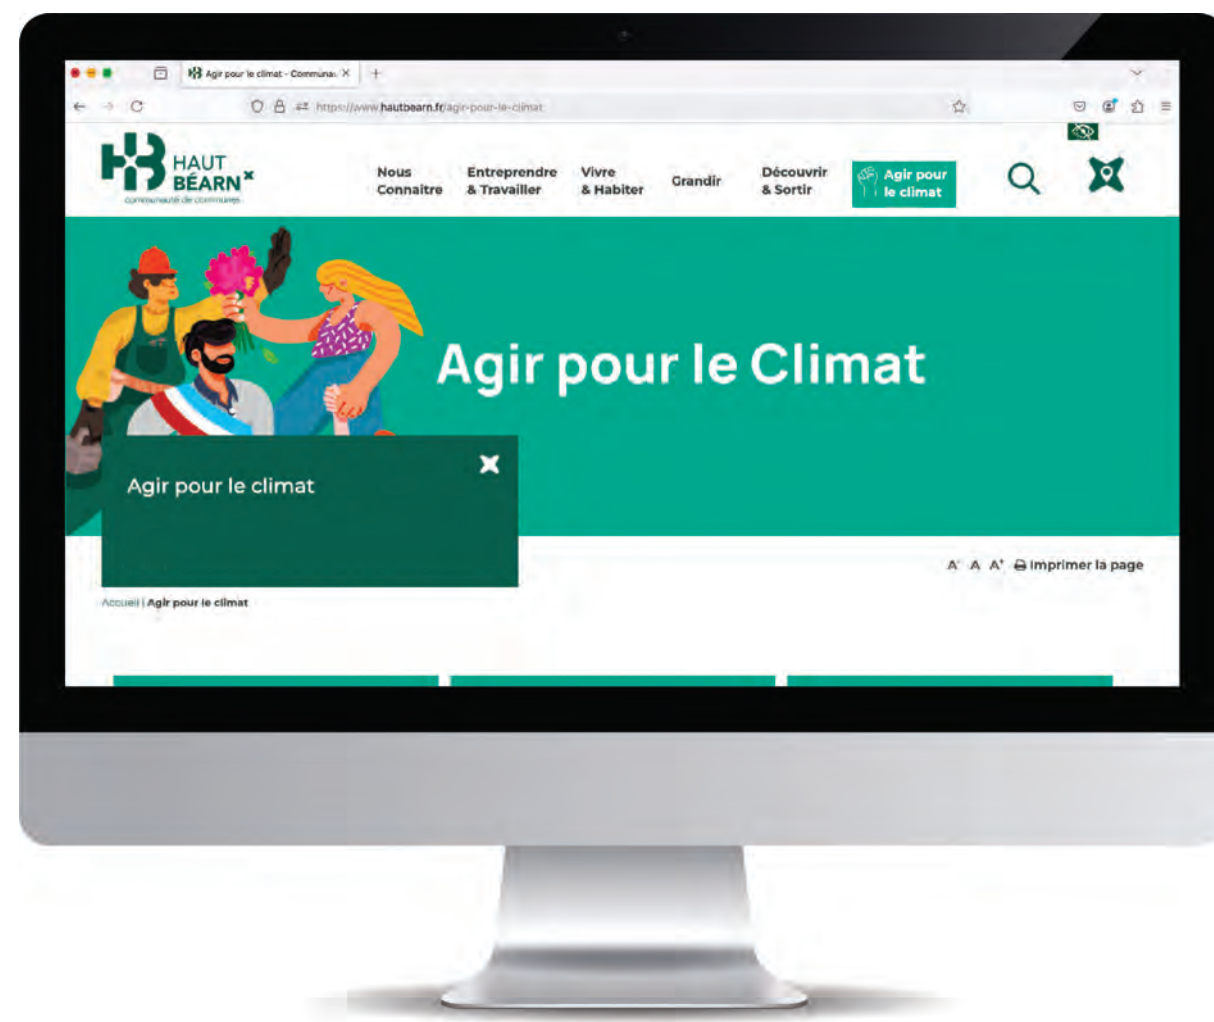 Agir pour le climat - Communau
https://www.hautbearn.fr/agir-pour-le-climat
HAUT
BÉARN
communauté de communes
Nous
Connaitre
Entreprendre
& Travailler
Vivre
& Habiter
Grandir
Découvrir
& Sortir
Agir pour
le climat
Agir pour le Climat
Agir pour le climat
A- A A+ Imprimer la page
Accueil | Agir pour le climat